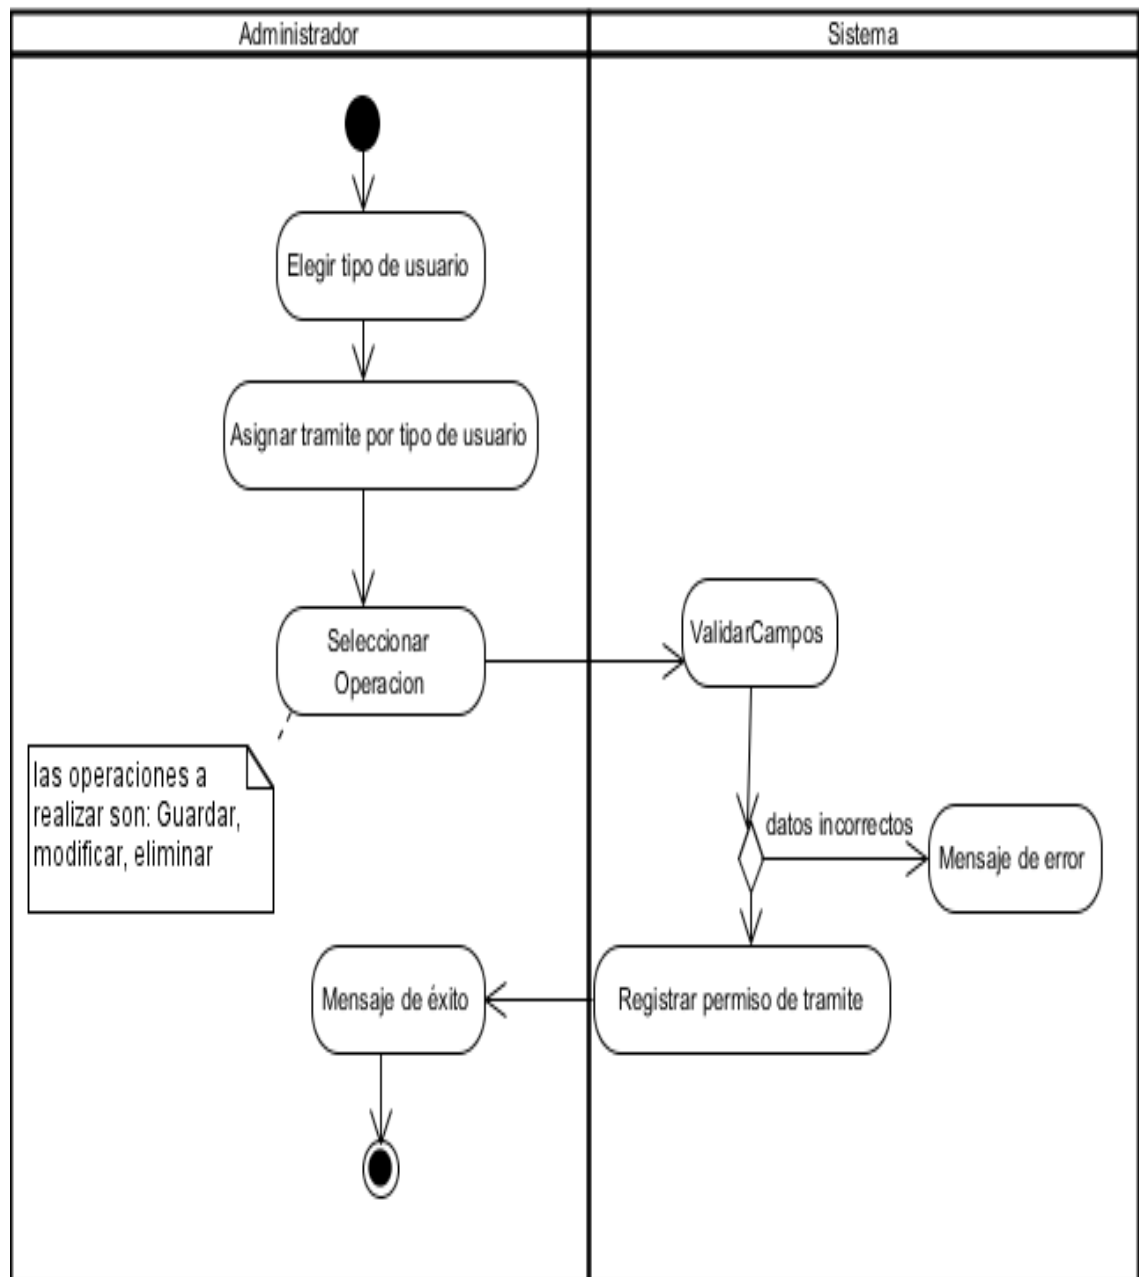 Administrador
Sistema
Elegir tipo de usuario
Asignar tramite por tipo de usuario
Seleccionar
Operacion
ValidarCampos
las operaciones a
realizar son: Guardar,
modificar, eliminar
datos incorrectos
Mensaje de error
Mensaje de éxito
Registrar permiso de tramite